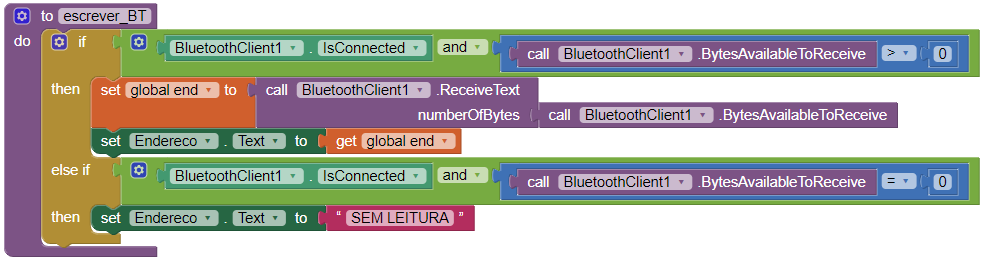 to escrever_BT
do if BluetoothClient1 . IsConnected and call BluetoothClient1 .BytesAvailableToReceive > 0
then set global end to call BluetoothClient1 .ReceiveText
numberOfBytes call BluetoothClient1 .BytesAvailableToReceive
set Endereco . Text to get global end
else if BluetoothClient1 . IsConnected and call BluetoothClient1 .BytesAvailableToReceive = 0
then set Endereco . Text to “ SEM LEITURA ”